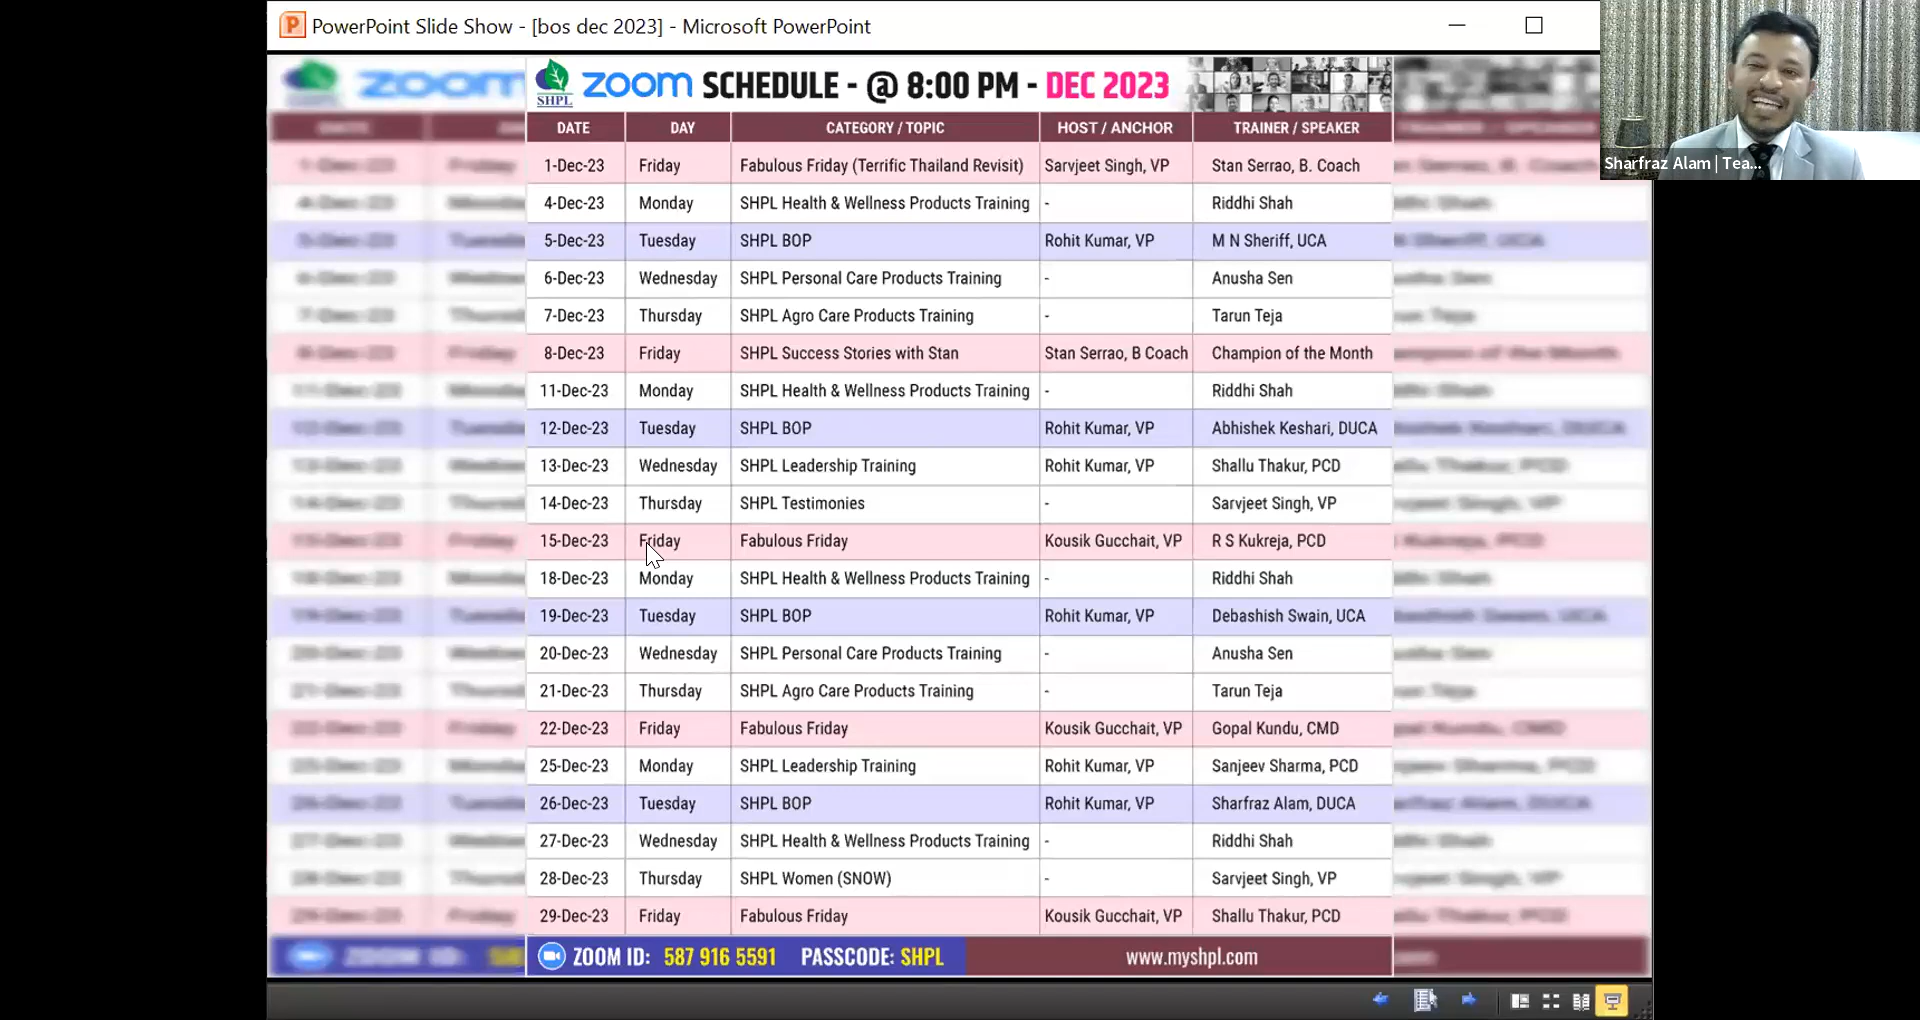 PowerPoint Slide Show - [bos dec 2023] - Microsoft PowerPoint
SHPL zoom SCHEDULE - @ 8:00 PM - DEC 2023
DATE DAY CATEGORY / TOPIC HOST / ANCHOR TRAINER / SPEAKER
1-Dec-23 Friday Fabulous Friday (Terrific Thailand Revisit) Sarvjeet Singh, VP Stan Serrao, B. Coach
4-Dec-23 Monday SHPL Health & Wellness Products Training - Riddhi Shah
5-Dec-23 Tuesday SHPL BOP Rohit Kumar, VP M N Sheriff, UCA
6-Dec-23 Wednesday SHPL Personal Care Products Training - Anusha Sen
7-Dec-23 Thursday SHPL Agro Care Products Training - Tarun Teja
8-Dec-23 Friday SHPL Success Stories with Stan Stan Serrao, B Coach Champion of the Month
11-Dec-23 Monday SHPL Health & Wellness Products Training - Riddhi Shah
12-Dec-23 Tuesday SHPL BOP Rohit Kumar, VP Abhishek Keshari, DUCA
13-Dec-23 Wednesday SHPL Leadership Training Rohit Kumar, VP Shallu Thakur, PCD
14-Dec-23 Thursday SHPL Testimonies - Sarvjeet Singh, VP
15-Dec-23 Friday Fabulous Friday Kousik Gucchait, VP R S Kukreja, PCD
18-Dec-23 Monday SHPL Health & Wellness Products Training - Riddhi Shah
19-Dec-23 Tuesday SHPL BOP Rohit Kumar, VP Debashish Swain, UCA
20-Dec-23 Wednesday SHPL Personal Care Products Training - Anusha Sen
21-Dec-23 Thursday SHPL Agro Care Products Training - Tarun Teja
22-Dec-23 Friday Fabulous Friday Kousik Gucchait, VP Gopal Kundu, CMD
25-Dec-23 Monday SHPL Leadership Training Rohit Kumar, VP Sanjeev Sharma, PCD
26-Dec-23 Tuesday SHPL BOP Rohit Kumar, VP Sharfraz Alam, DUCA
27-Dec-23 Wednesday SHPL Health & Wellness Products Training - Riddhi Shah
28-Dec-23 Thursday SHPL Women (SNOW) - Sarvjeet Singh, VP
29-Dec-23 Friday Fabulous Friday Kousik Gucchait, VP Shallu Thakur, PCD
ZOOM ID: 587 916 5591 PASSCODE: SHPL www.myshpl.com
Sharfraz Alam | Tea...